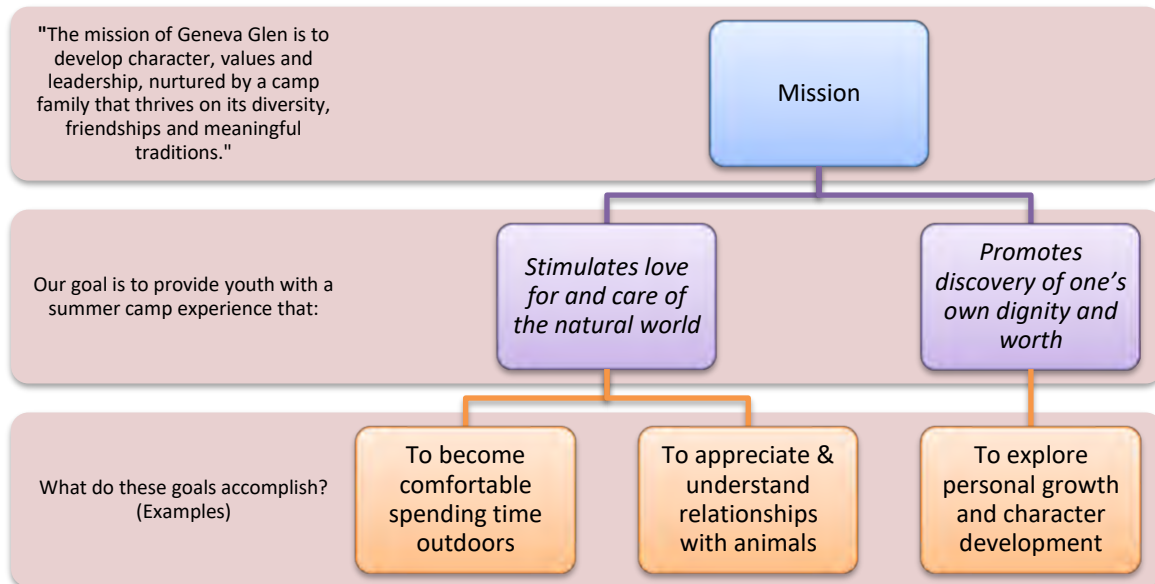 "The mission of Geneva Glen is to
develop character, values and
leadership, nurtured by a camp
family that thrives on its diversity,
friendships and meaningful
traditions."
Mission
Our goal is to provide youth with a
summer camp experience that:
Stimulates love
for and care of
the natural world
Promotes
discovery of one’s
own dignity and
worth
What do these goals accomplish?
(Examples)
To become
comfortable
spending time
outdoors
To appreciate &
understand
relationships
with animals
To explore
personal growth
and character
development